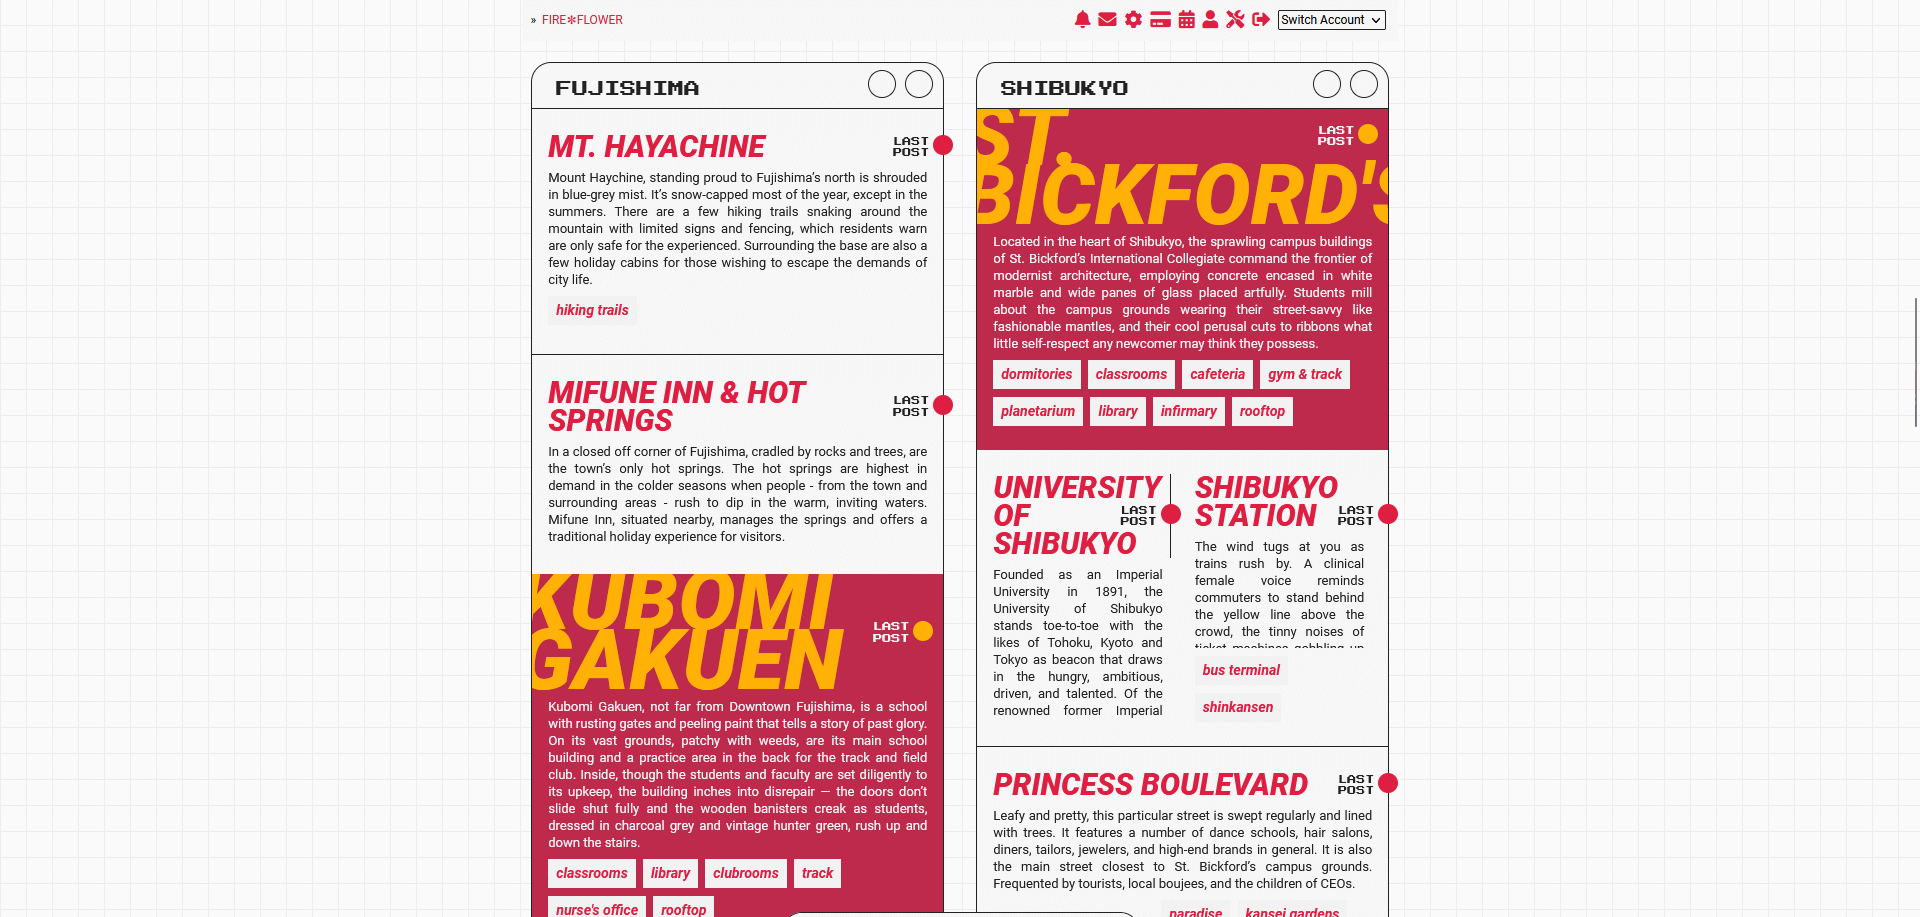 » FIRE✻FLOWER
Switch Account
FUJISHIMA
MT. HAYACHINE
LAST
POST
Mount Haychine, standing proud to Fujishima’s north is shrouded
in blue-grey mist. It’s snow-capped most of the year, except in the
summers. There are a few hiking trails snaking around the
mountain with limited signs and fencing, which residents warn
are only safe for the experienced. Surrounding the base are also a
few holiday cabins for those wishing to escape the demands of
city life.
hiking trails
MIFUNE INN & HOT
SPRINGS
LAST
POST
In a closed off corner of Fujishima, cradled by rocks and trees, are
the town’s only hot springs. The hot springs are highest in
demand in the colder seasons when people - from the town and
surrounding areas - rush to dip in the warm, inviting waters.
Mifune Inn, situated nearby, manages the springs and offers a
traditional holiday experience for visitors.
KUBOMI
GAKUEN
LAST
POST
Kubomi Gakuen, not far from Downtown Fujishima, is a school
with rusting gates and peeling paint that tells a story of past glory.
On its vast grounds, patchy with weeds, are its main school
building and a practice area in the back for the track and field
club. Inside, though the students and faculty are set diligently to
its upkeep, the building inches into disrepair — the doors don’t
slide shut fully and the wooden banisters creak as students,
dressed in charcoal grey and vintage hunter green, rush up and
down the stairs.
classrooms library clubrooms track
nurse's office rooftop
SHIBUKYO
ST.
BICKFORD'S
LAST
POST
Located in the heart of Shibukyo, the sprawling campus buildings
of St. Bickford’s International Collegiate command the frontier of
modernist architecture, employing concrete encased in white
marble and wide panes of glass placed artfully. Students mill
about the campus grounds wearing their street-savvy like
fashionable mantles, and their cool perusal cuts to ribbons what
little self-respect any newcomer may think they possess.
dormitories classrooms cafeteria gym & track
planetarium library infirmary rooftop
UNIVERSITY
OF
SHIBUKYO
LAST
POST
Founded as an Imperial
University in 1891, the
University of Shibukyo
stands toe-to-toe with the
likes of Tohoku, Kyoto and
Tokyo as beacon that draws
in the hungry, ambitious,
driven, and talented. Of the
renowned former Imperial
SHIBUKYO
STATION
LAST
POST
The wind tugs at you as
trains rush by. A clinical
female voice reminds
commuters to stand behind
the yellow line above the
crowd, the tinny noises of
ticket machines gobbling up
bus terminal
shinkansen
PRINCESS BOULEVARD
LAST
POST
Leafy and pretty, this particular street is swept regularly and lined
with trees. It features a number of dance schools, hair salons,
diners, tailors, jewelers, and high-end brands in general. It is also
the main street closest to St. Bickford’s campus grounds.
Frequented by tourists, local boujees, and the children of CEOs.
paradise kansei gardens